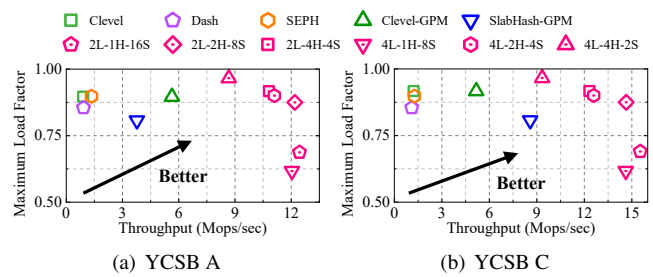 Clevel Dash SEPH Clevel-GPM SlabHash-GPM
2L-1H-16S 2L-2H-8S 2L-4H-4S 4L-1H-8S 4L-2H-4S 4L-4H-2S
Maximum Load Factor
1.00
0.75
0.50
Better
0 3 6 9 12
Throughput (Mops/sec)
(a) YCSB A
Maximum Load Factor
1.00
0.75
0.50
Better
0 3 6 9 12 15
Throughput (Mops/sec)
(b) YCSB C